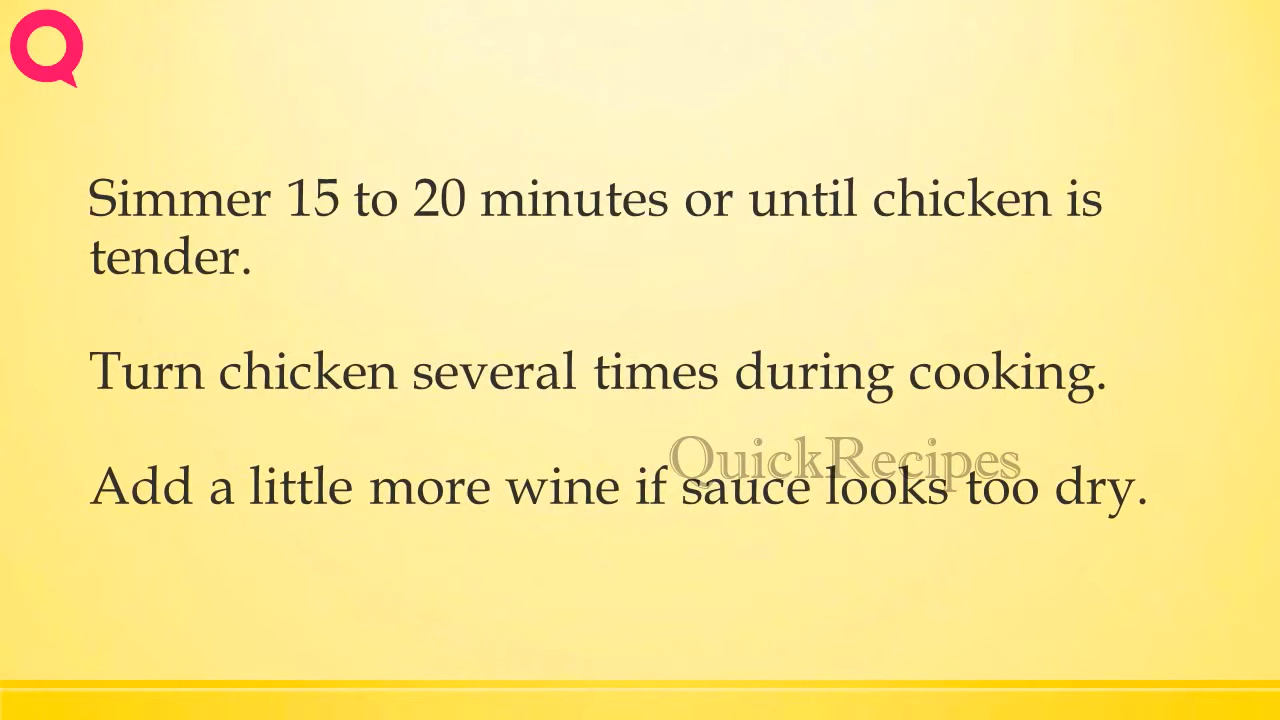 Simmer 15 to 20 minutes or until chicken is
tender.
Turn chicken several times during cooking.
QuickRecipes
Add a little more wine if sauce looks too dry.